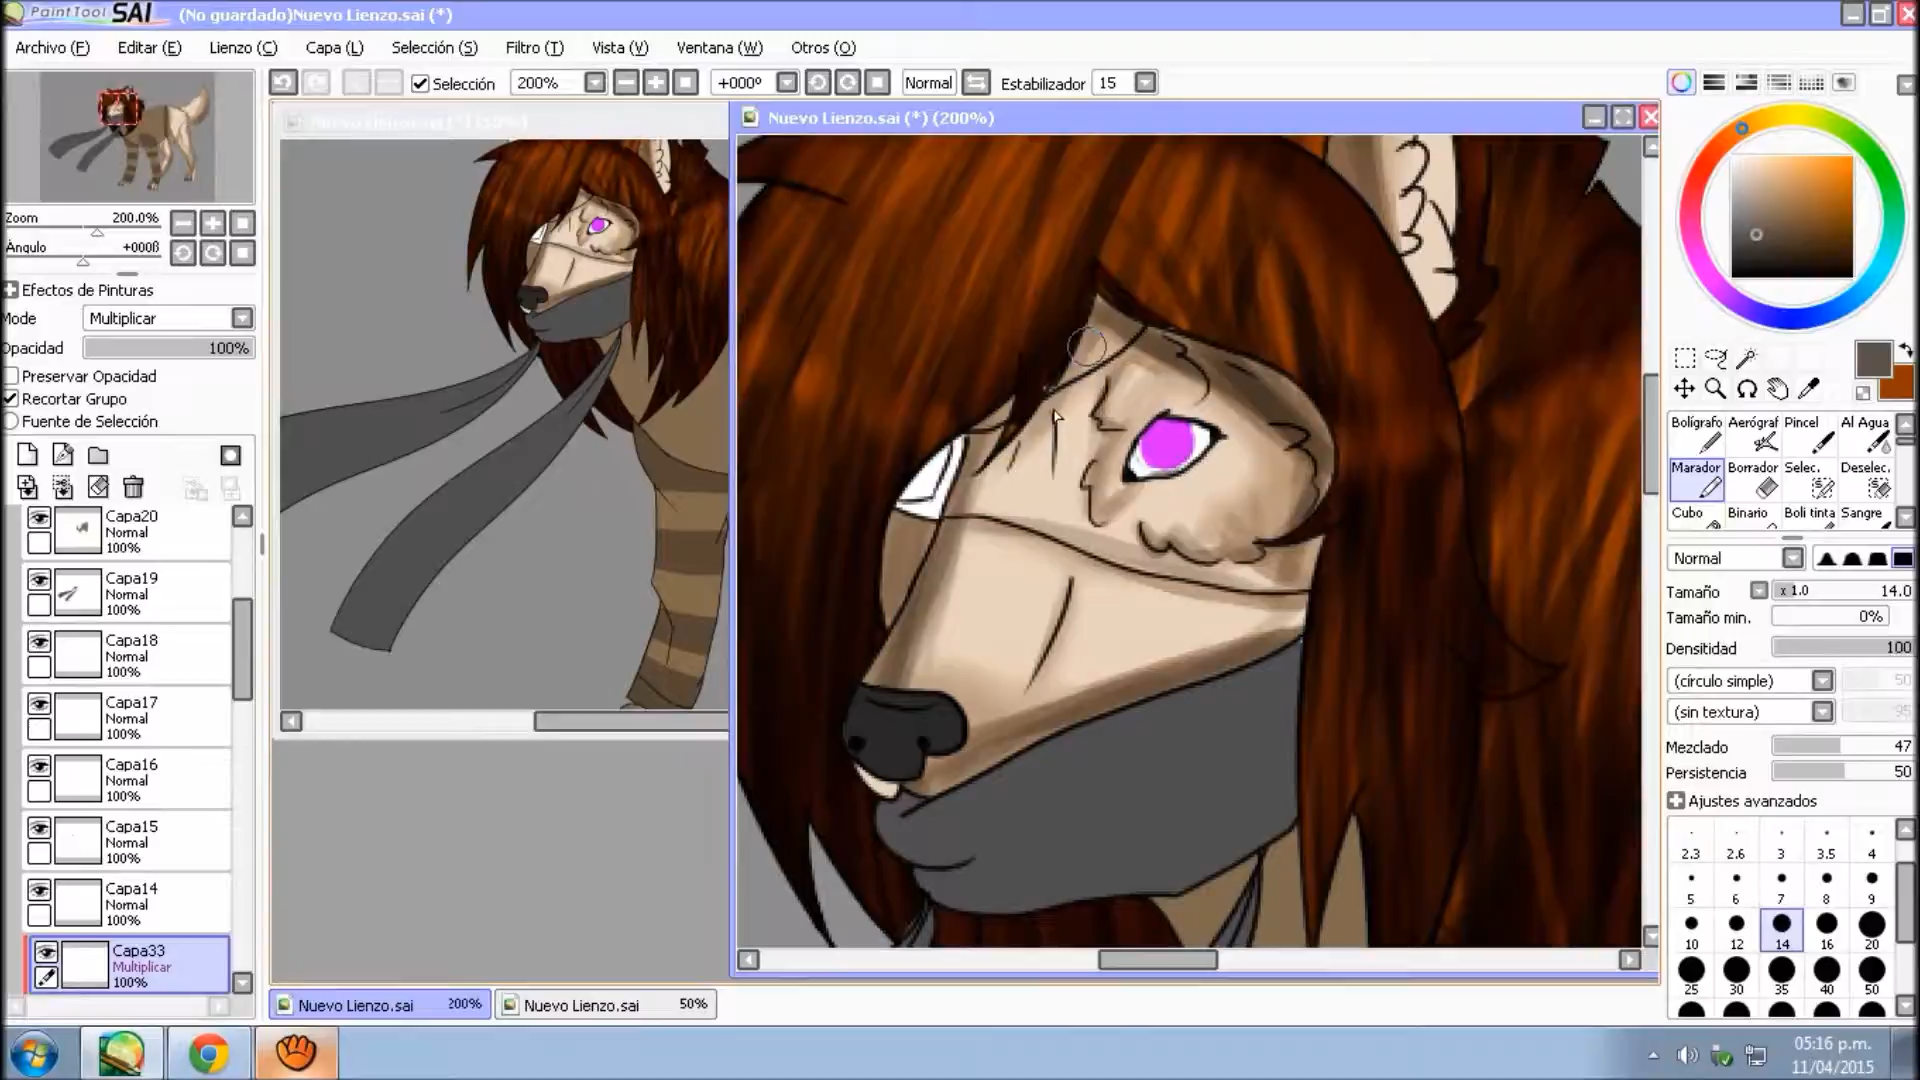 PaintTool SAI (No guardado)Nuevo Lienzo.sai (*)
Archivo (F) Editar (E) Lienzo (C) Capa (L) Selección (S) Filtro (T) Vista (V) Ventana (W) Otros (O)
Selección 200% +000º Normal Estabilizador 15
Nuevo Lienzo.sai (*) (200%)
Zoom 200.0%
Ángulo +000ß
Efectos de Pinturas
Mode Multiplicar
Opacidad 100%
Preservar Opacidad
Recortar Grupo
Fuente de Selección
Capa20
Normal
100%
Capa19
Normal
100%
Capa18
Normal
100%
Capa17
Normal
100%
Capa16
Normal
100%
Capa15
Normal
100%
Capa14
Normal
100%
Capa33
Multiplicar
100%
Nuevo Lienzo.sai 200% Nuevo Lienzo.sai 50%
Bolígrafo Aerógraf Pincel Al Agua
Marador Borrador Selec. Deselec.
Cubo Binario Boli tinta Sangre
Normal
Tamaño x 1.0 14.0
Tamaño min. 0%
Densitidad 100
(círculo simple) 50
(sin textura) 95
Mezclado 47
Persistencia 50
Ajustes avanzados
2.3 2.6 3 3.5 4
5 6 7 8 9
10 12 14 16 20
25 30 35 40 50
05:16 p.m.
11/04/2015